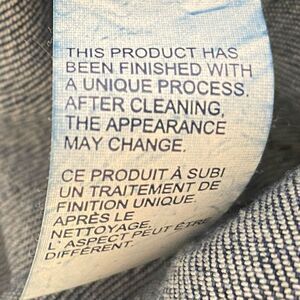 THIS PRODUCT HAS
BEEN FINISHED WITH
A UNIQUE PROCESS.
AFTER CLEANING,
THE APPEARANCE
MAY CHANGE.
CE PRODUIT À SUBI
UN TRAITEMENT DE
FINITION UNIQUE.
APRÈS LE
NETTOYAGE,
L' ASPECT PEUT ÊTRE
DIFFÉRENT.